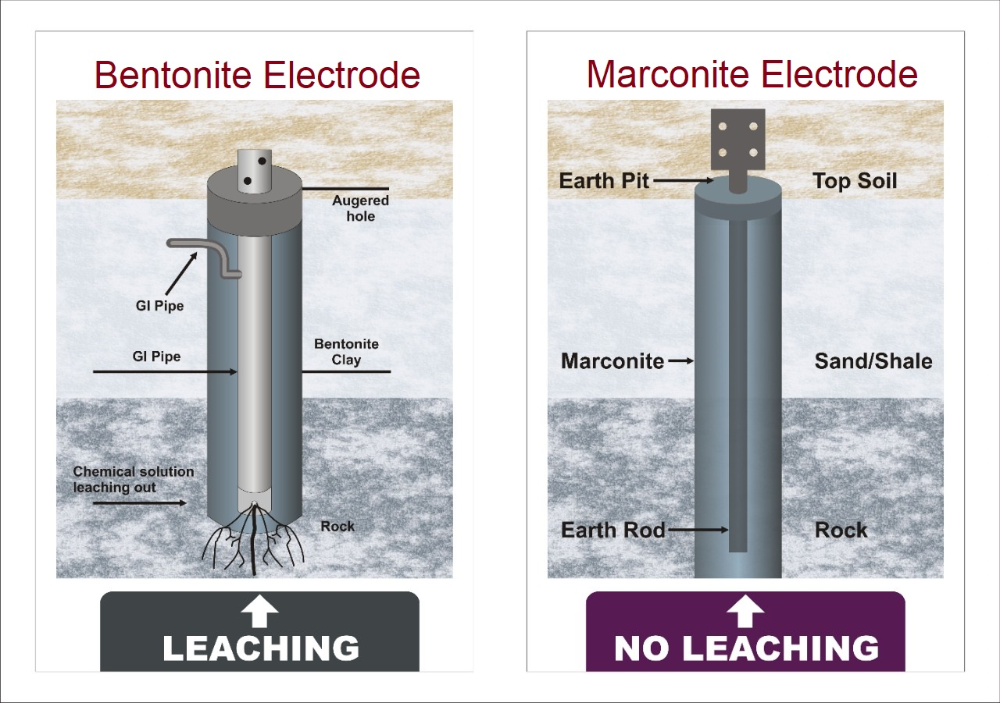 Bentonite Electrode
Augered
hole
GI Pipe
GI Pipe
Bentonite
Clay
Chemical solution
leaching out
Rock
LEACHING
Marconite Electrode
Earth Pit
Top Soil
Marconite
Sand/Shale
Earth Rod
Rock
NO LEACHING